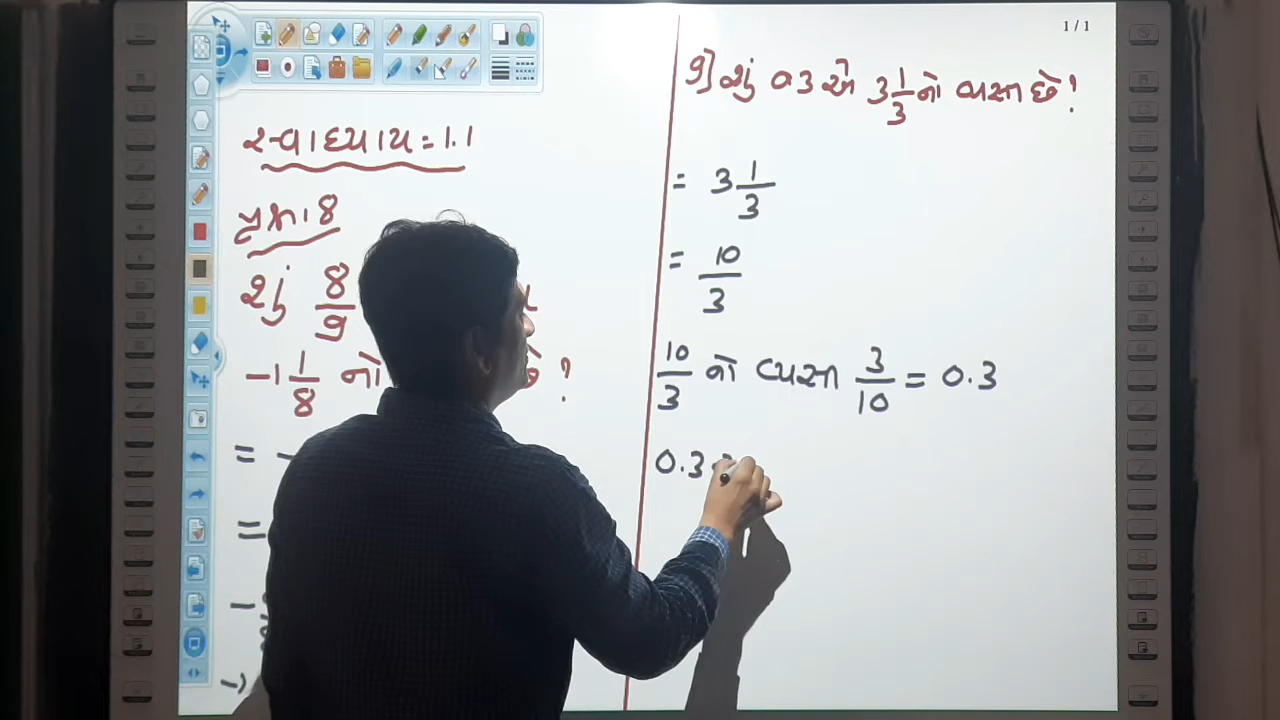 1 / 1
સ્વાધ્યાય = 1.1
પ્રશ્ન: 8
શું 8/9
-1 1/8 નો છે ?
= -
=
-
→
9] શું 0.3 એ 3 1/3 નો વ્યસ્ત છે ?
= 3 1/3
= 10/3
10/3 નો વ્યસ્ત 3/10 = 0.3
0.3